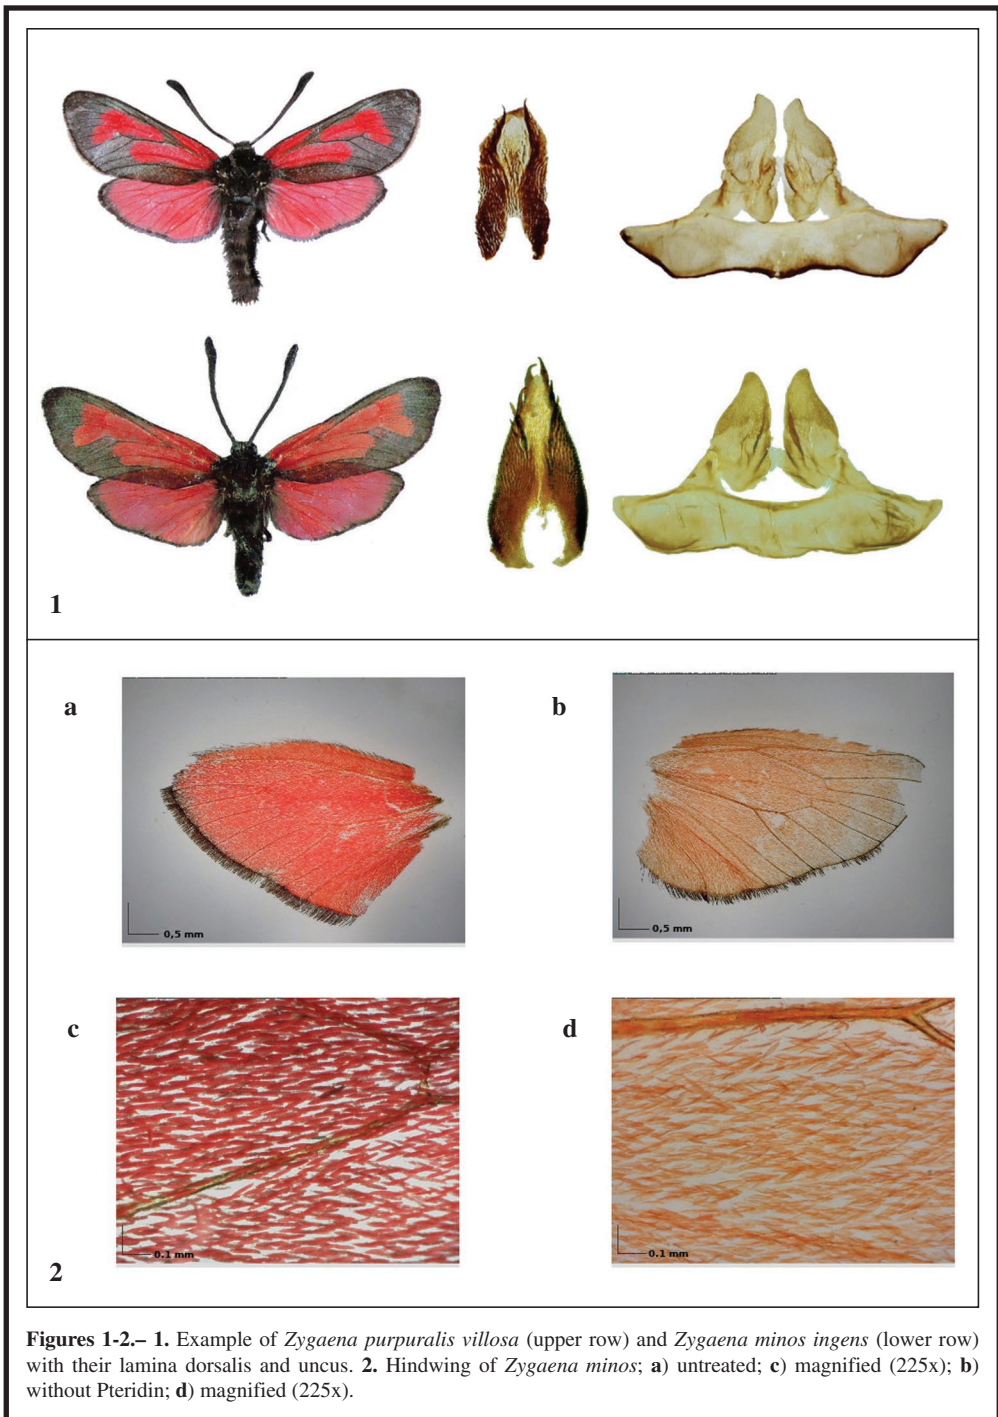 1
a
b
0,5 mm
0,5 mm
c
d
0.1 mm
0.1 mm
2
Figures 1-2.– 1. Example of Zygaena purpuralis villosa (upper row) and Zygaena minos ingens (lower row)
with their lamina dorsalis and uncus. 2. Hindwing of Zygaena minos; a) untreated; c) magnified (225x); b)
without Pteridin; d) magnified (225x).